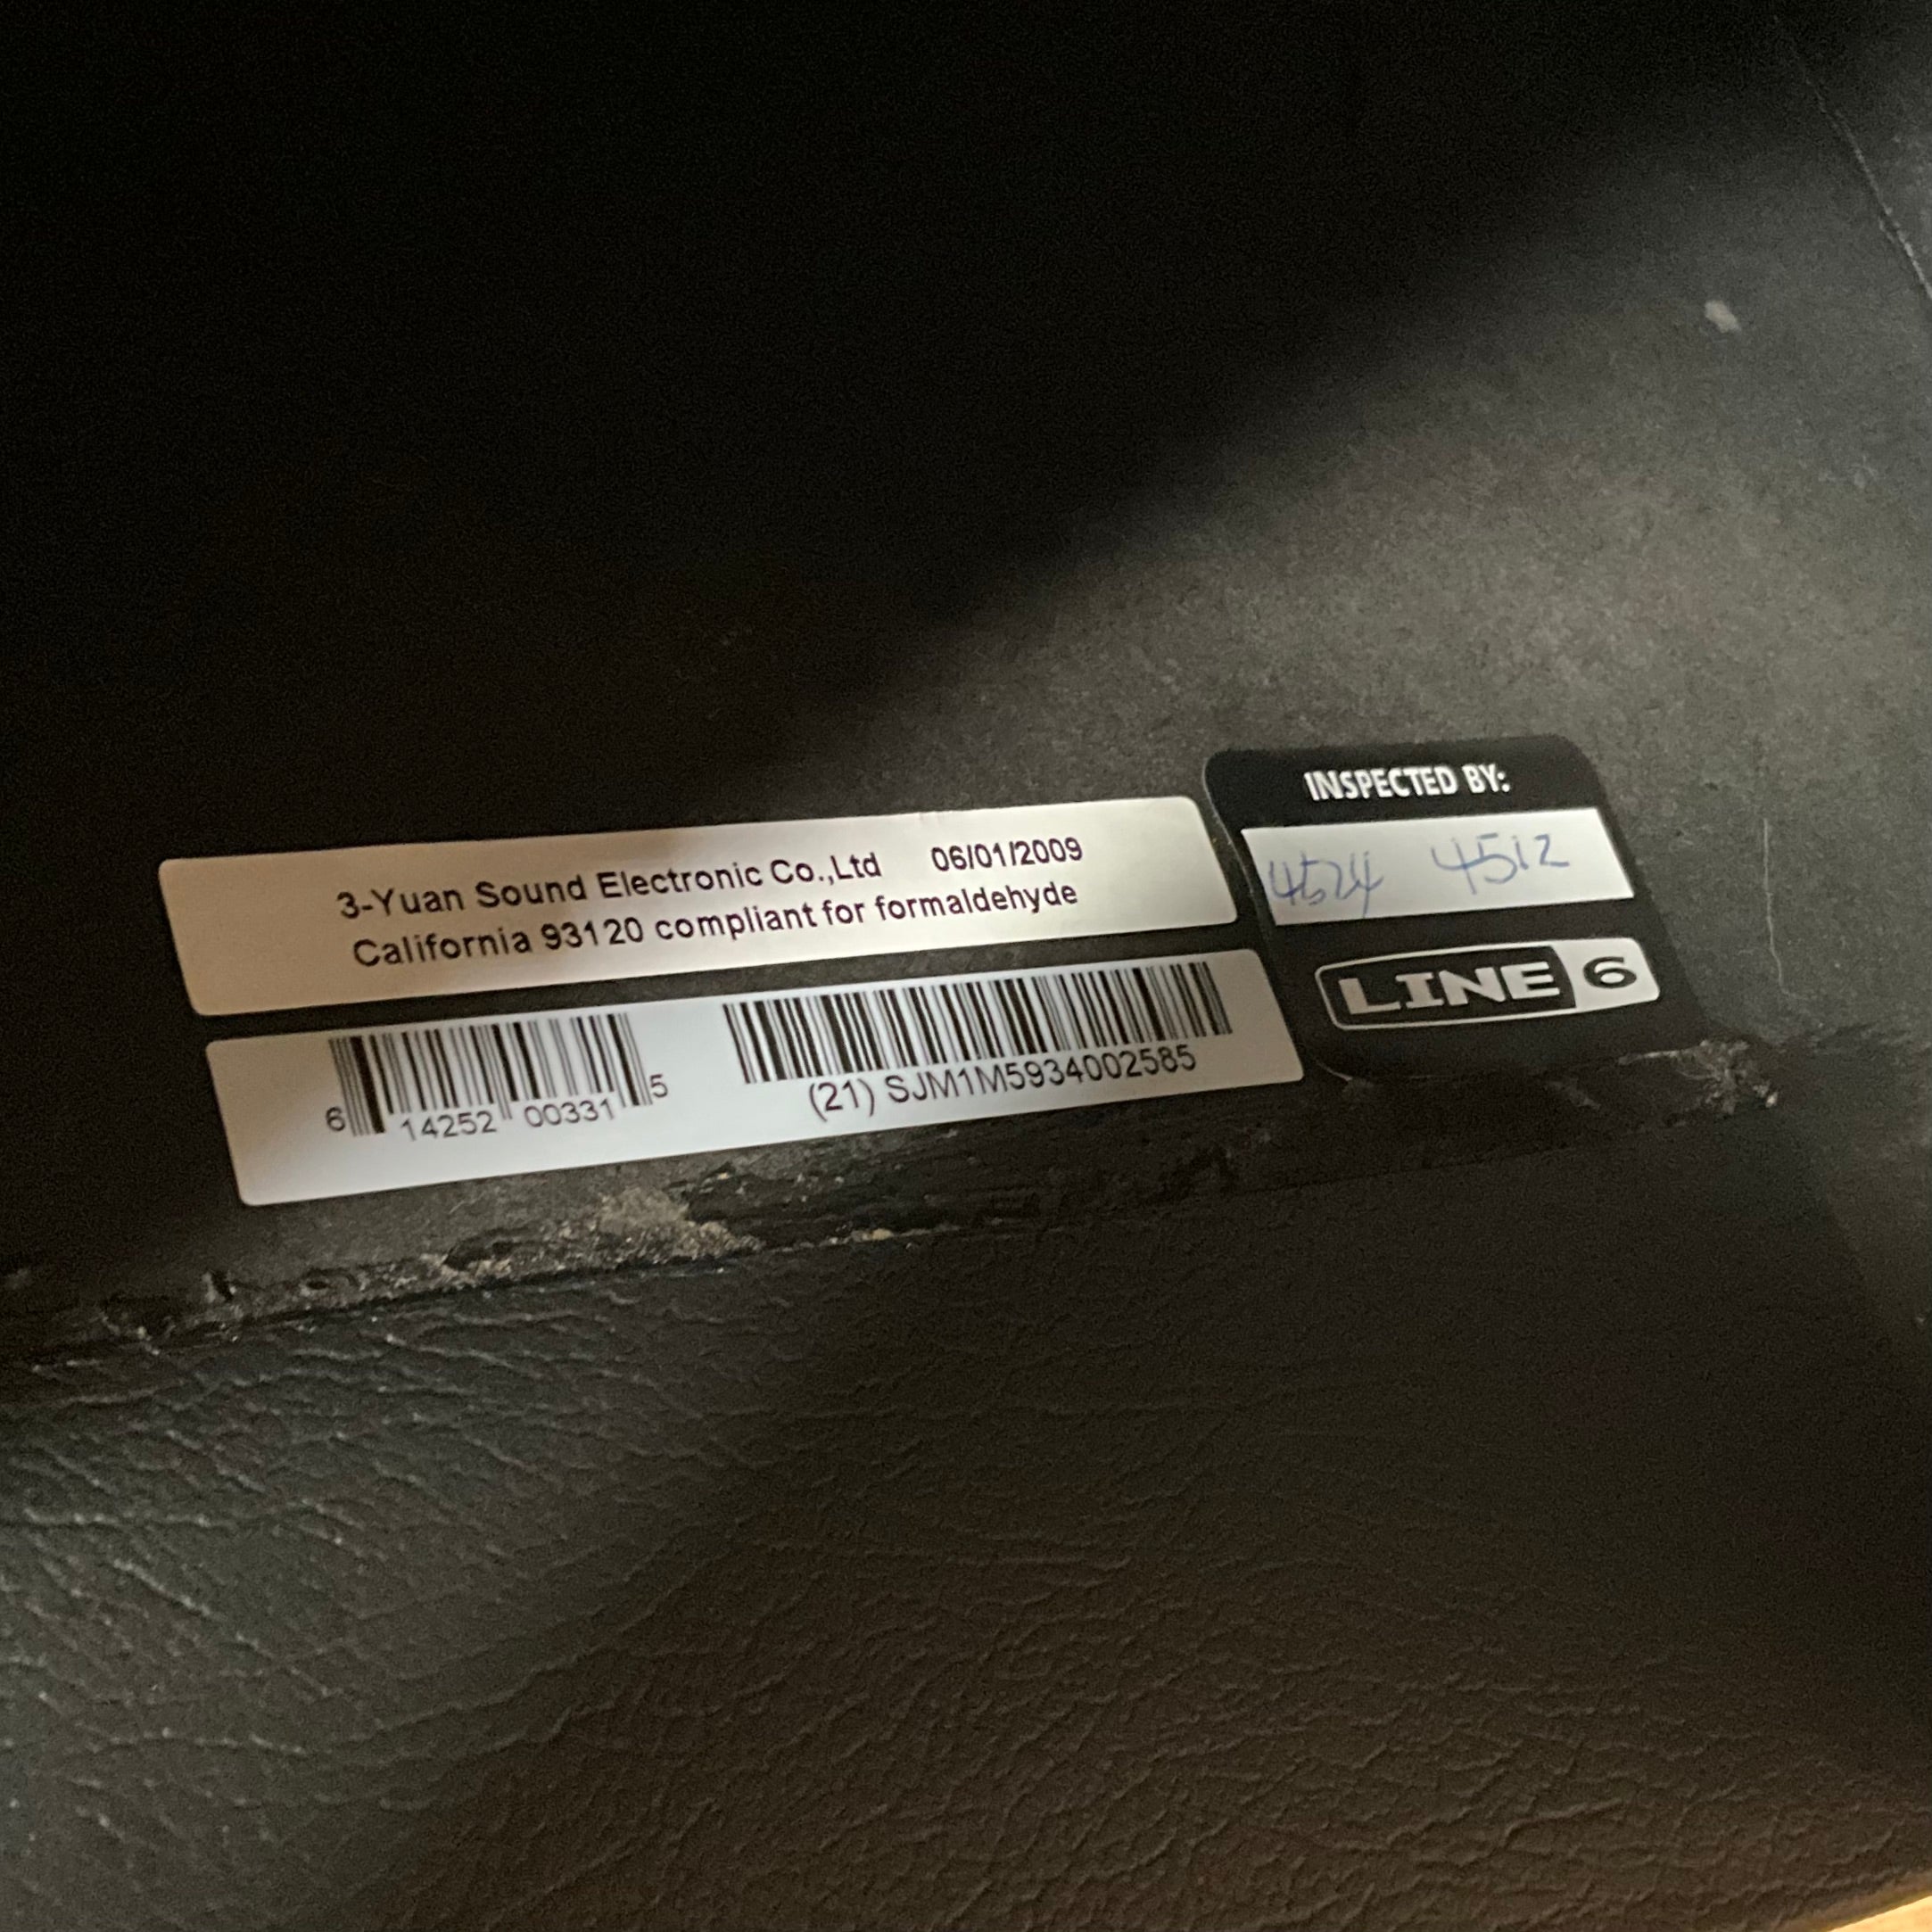 3-Yuan Sound Electronic Co.,Ltd 06/01/2009
California 93120 compliant for formaldehyde
6 14252 00331 5
(21) SJM1M5934002585
INSPECTED BY:
4524 4512
LINE 6